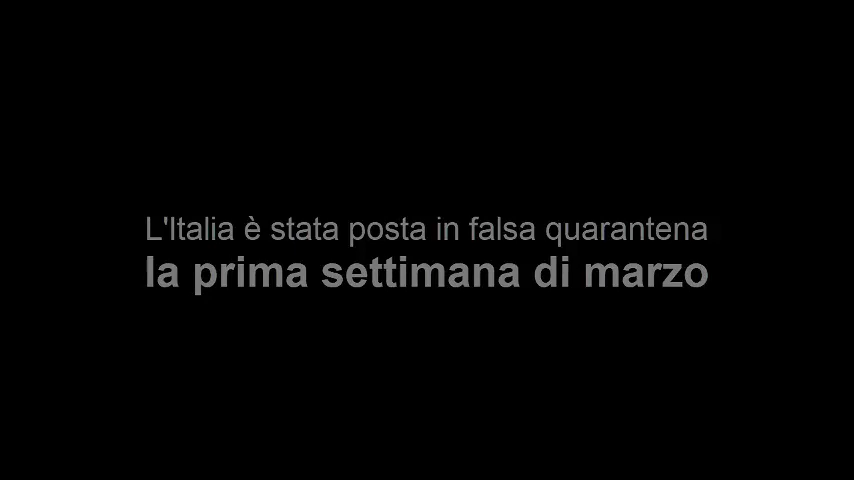 L'Italia è stata posta in falsa quarantena
la prima settimana di marzo